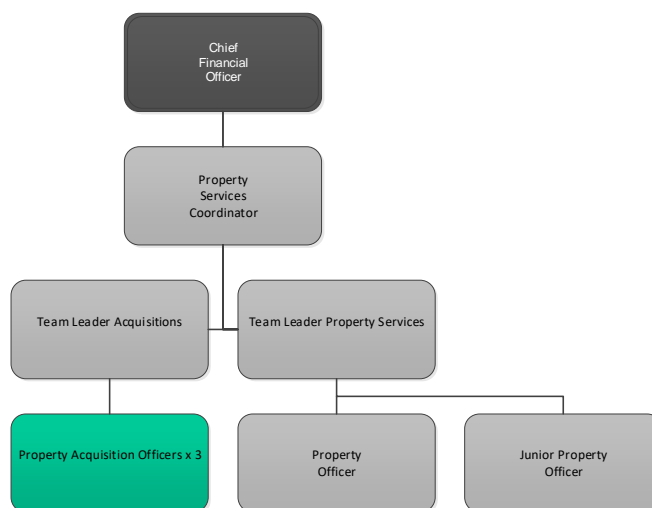 Chief
Financial
Officer
Property
Services
Coordinator
Team Leader Acquisitions
Team Leader Property Services
Property Acquisition Officers x 3
Property
Officer
Junior Property
Officer